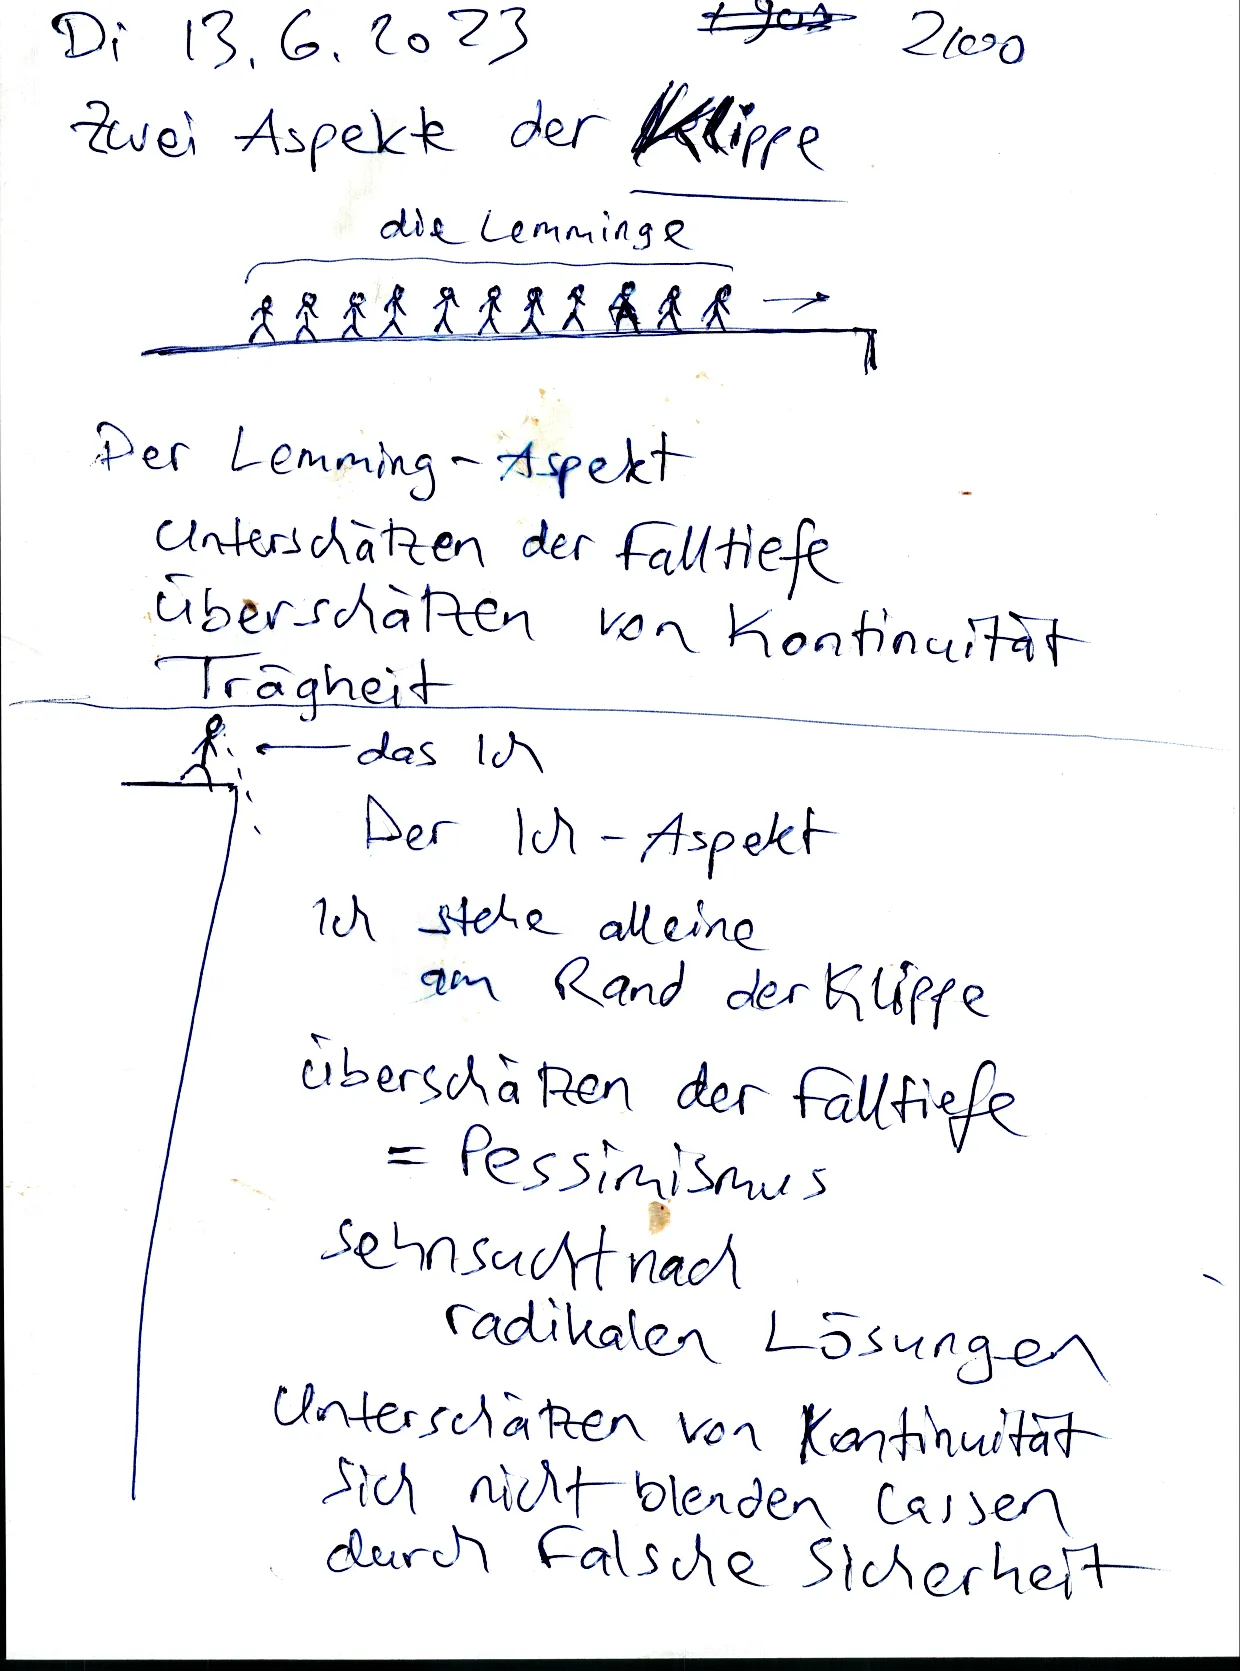 Di 13.6.2023 2100
Zwei Aspekte der Klippe
die Lemminge
Der Lemming-Aspekt
Unterschätzen der Falltiefe
Überschätzen von Kontinuität
Trägheit
das Ich
Der Ich-Aspekt
Ich stehe alleine
am Rand der Klippe
überschätzen der Falltiefe
= Pessimismus
Sehnsucht nach
radikalen Lösungen
Unterschätzen von Kontinuität
Sich nicht blenden lassen
durch Falsche Sicherheit